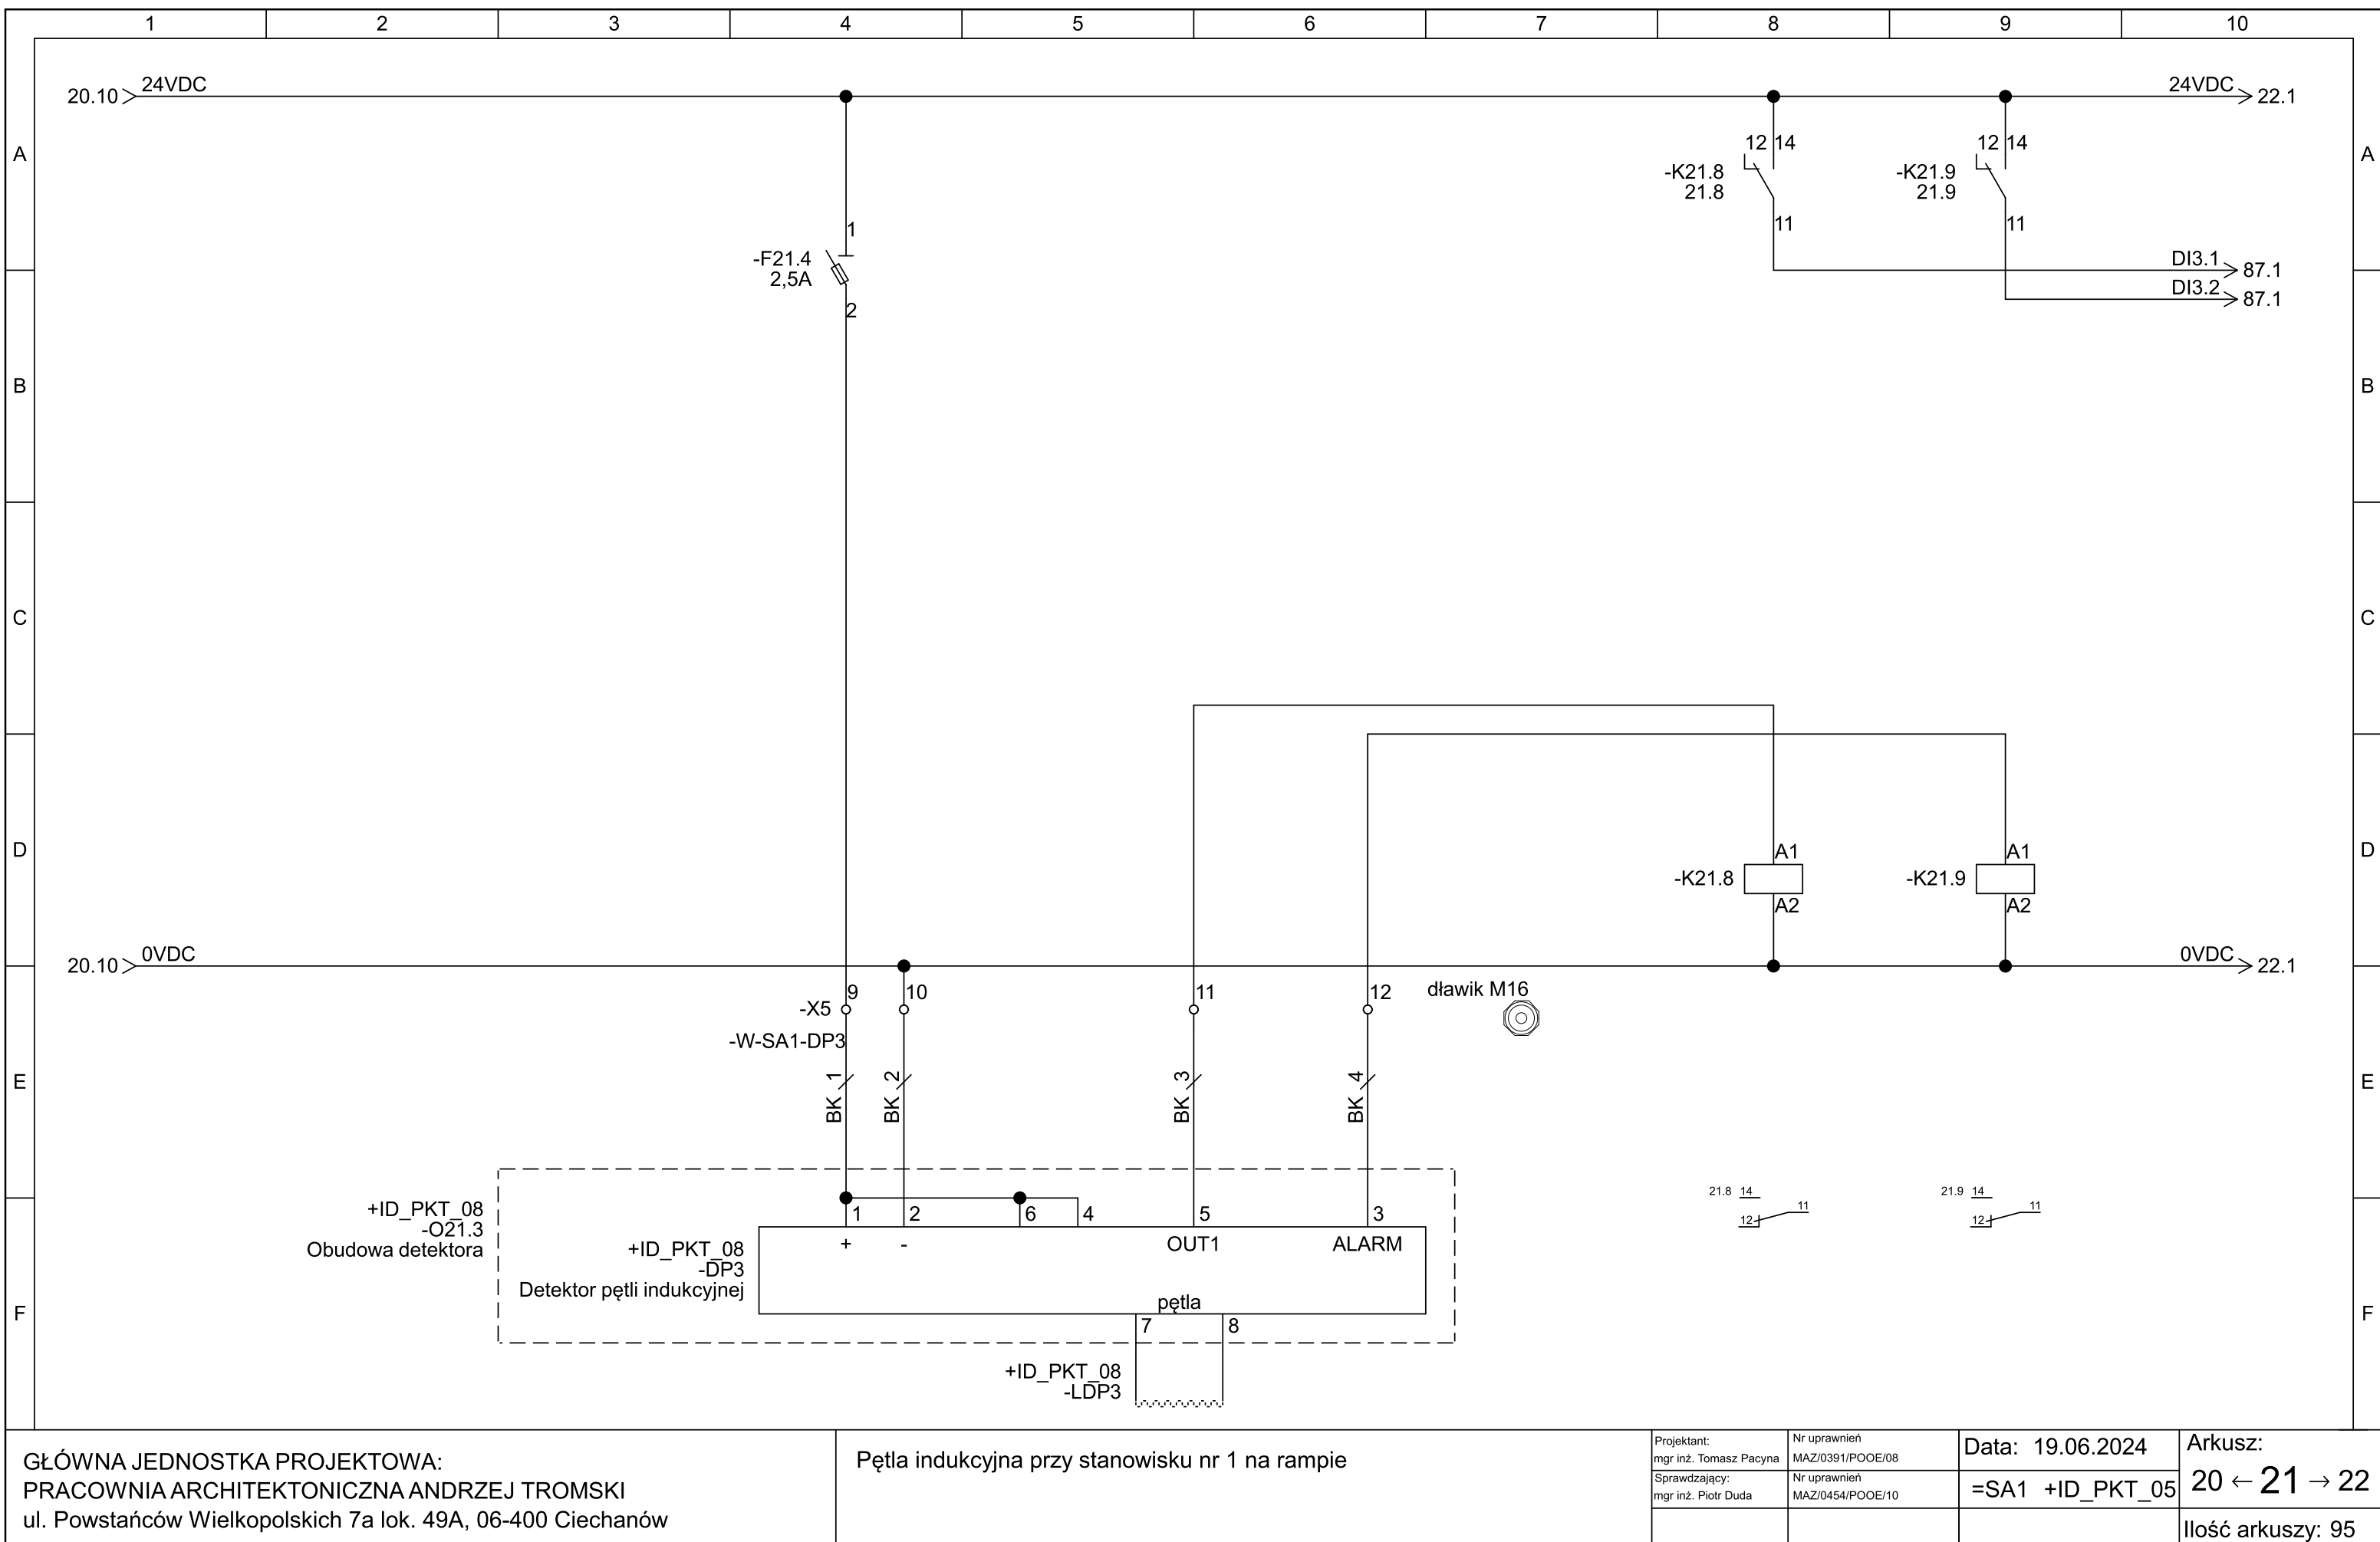 1 2 3 4 5 6 7 8 9 10
20.10 24VDC
24VDC 22.1
A
A
12 14
12 14
-K21.8
21.8
-K21.9
21.9
11
11
1
-F21.4
2,5A
2
DI3.1 87.1
DI3.2 87.1
B
B
C
C
D
D
A1
A1
-K21.8
-K21.9
A2
A2
20.10 0VDC
0VDC 22.1
9 10 11 12
-X5
dławik M16
-W-SA1-DP3
E
E
BK 1
BK 2
BK 3
BK 4
+ID_PKT_08
-O21.3
Obudowa detektora
1 2 6 4 5 3
+ - OUT1 ALARM
+ID_PKT_08
-DP3
Detektor pętli indukcyjnej
pętla
7 8
21.8 14
11
12
21.9 14
11
12
F
F
+ID_PKT_08
-LDP3
GŁÓWNA JEDNOSTKA PROJEKTOWA:
PRACOWNIA ARCHITEKTONICZNA ANDRZEJ TROMSKI
ul. Powstańców Wielkopolskich 7a lok. 49A, 06-400 Ciechanów
Pętla indukcyjna przy stanowisku nr 1 na rampie
Projektant:
mgr inż. Tomasz Pacyna
Nr uprawnień
MAZ/0391/POOE/08
Sprawdzający:
mgr inż. Piotr Duda
Nr uprawnień
MAZ/0454/POOE/10
Data: 19.06.2024
=SA1 +ID_PKT_05
Arkusz:
20 ← 21 → 22
Ilość arkuszy: 95